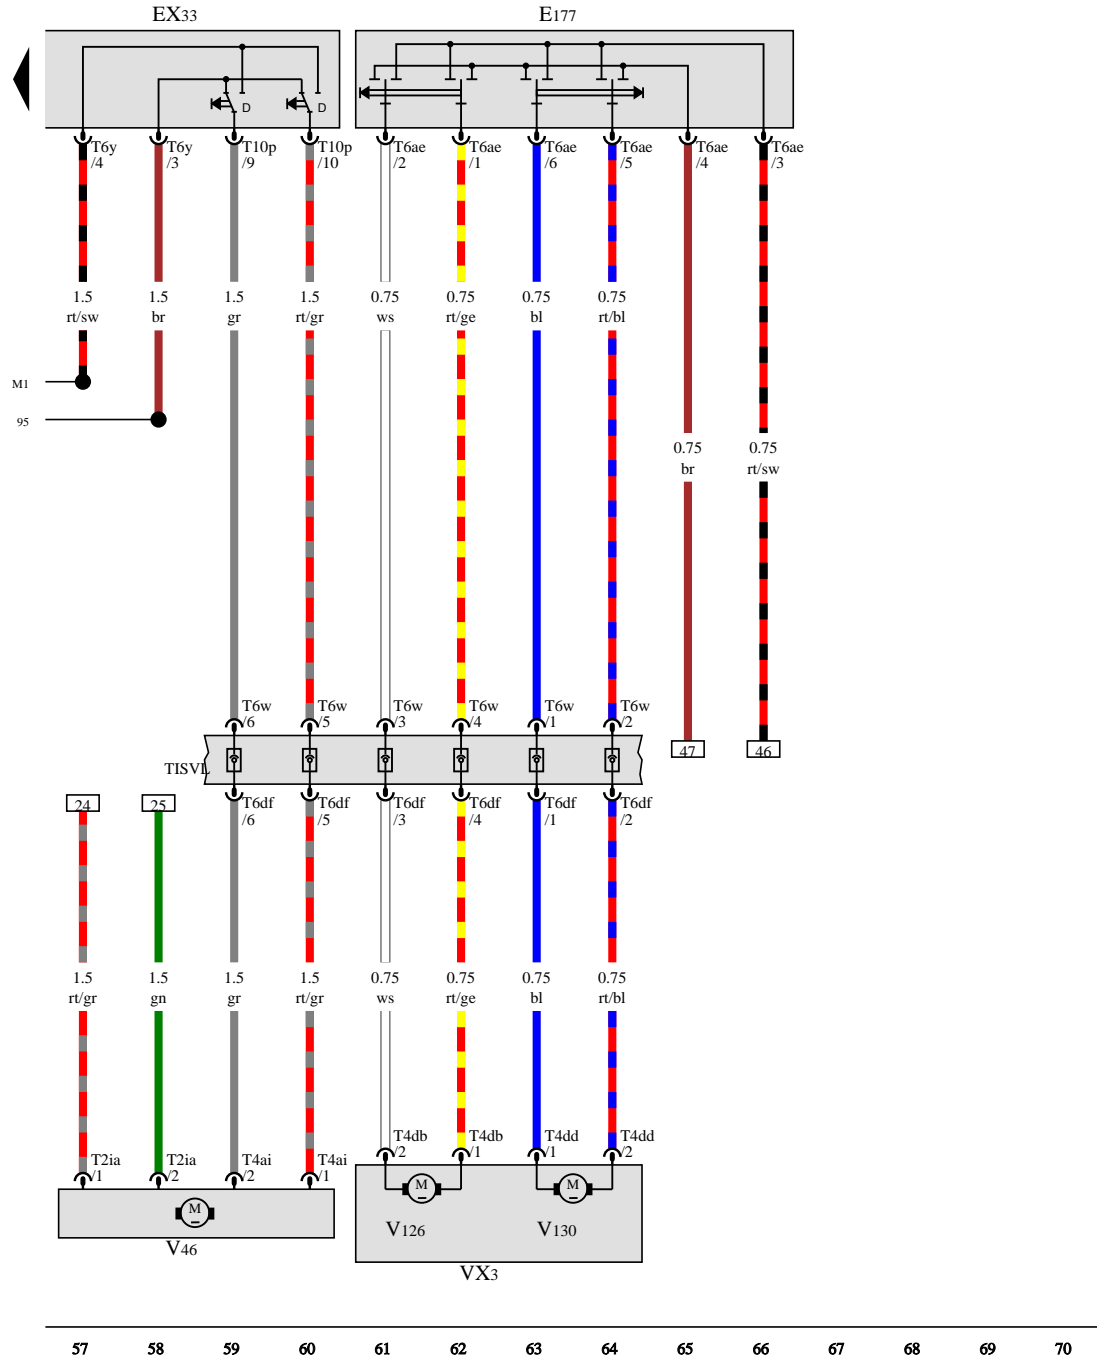 EX33 E177
D D
T6y T6y T10p T10p T6ae T6ae T6ae T6ae T6ae T6ae
/4 /3 /9 /10 /2 /1 /6 /5 /4 /3
1.5 1.5 1.5 1.5 0.75 0.75 0.75 0.75
rt/sw br gr rt/gr ws rt/ge bl rt/bl
M1
95
0.75 0.75
br rt/sw
T6w T6w T6w T6w T6w T6w
/6 /5 /3 /4 /1 /2
47 46
TISVL
24 25
T6df T6df T6df T6df T6df T6df
/6 /5 /3 /4 /1 /2
1.5 1.5 1.5 1.5 0.75 0.75 0.75 0.75
rt/gr gn gr rt/gr ws rt/ge bl rt/bl
T4db T4db T4dd T4dd
/2 /1 /1 /2
T2ia T2ia T4ai T4ai
/1 /2 /2 /1
M M
M
V126 V130
V46
VX3
57 58 59 60 61 62 63 64 65 66 67 68 69 70